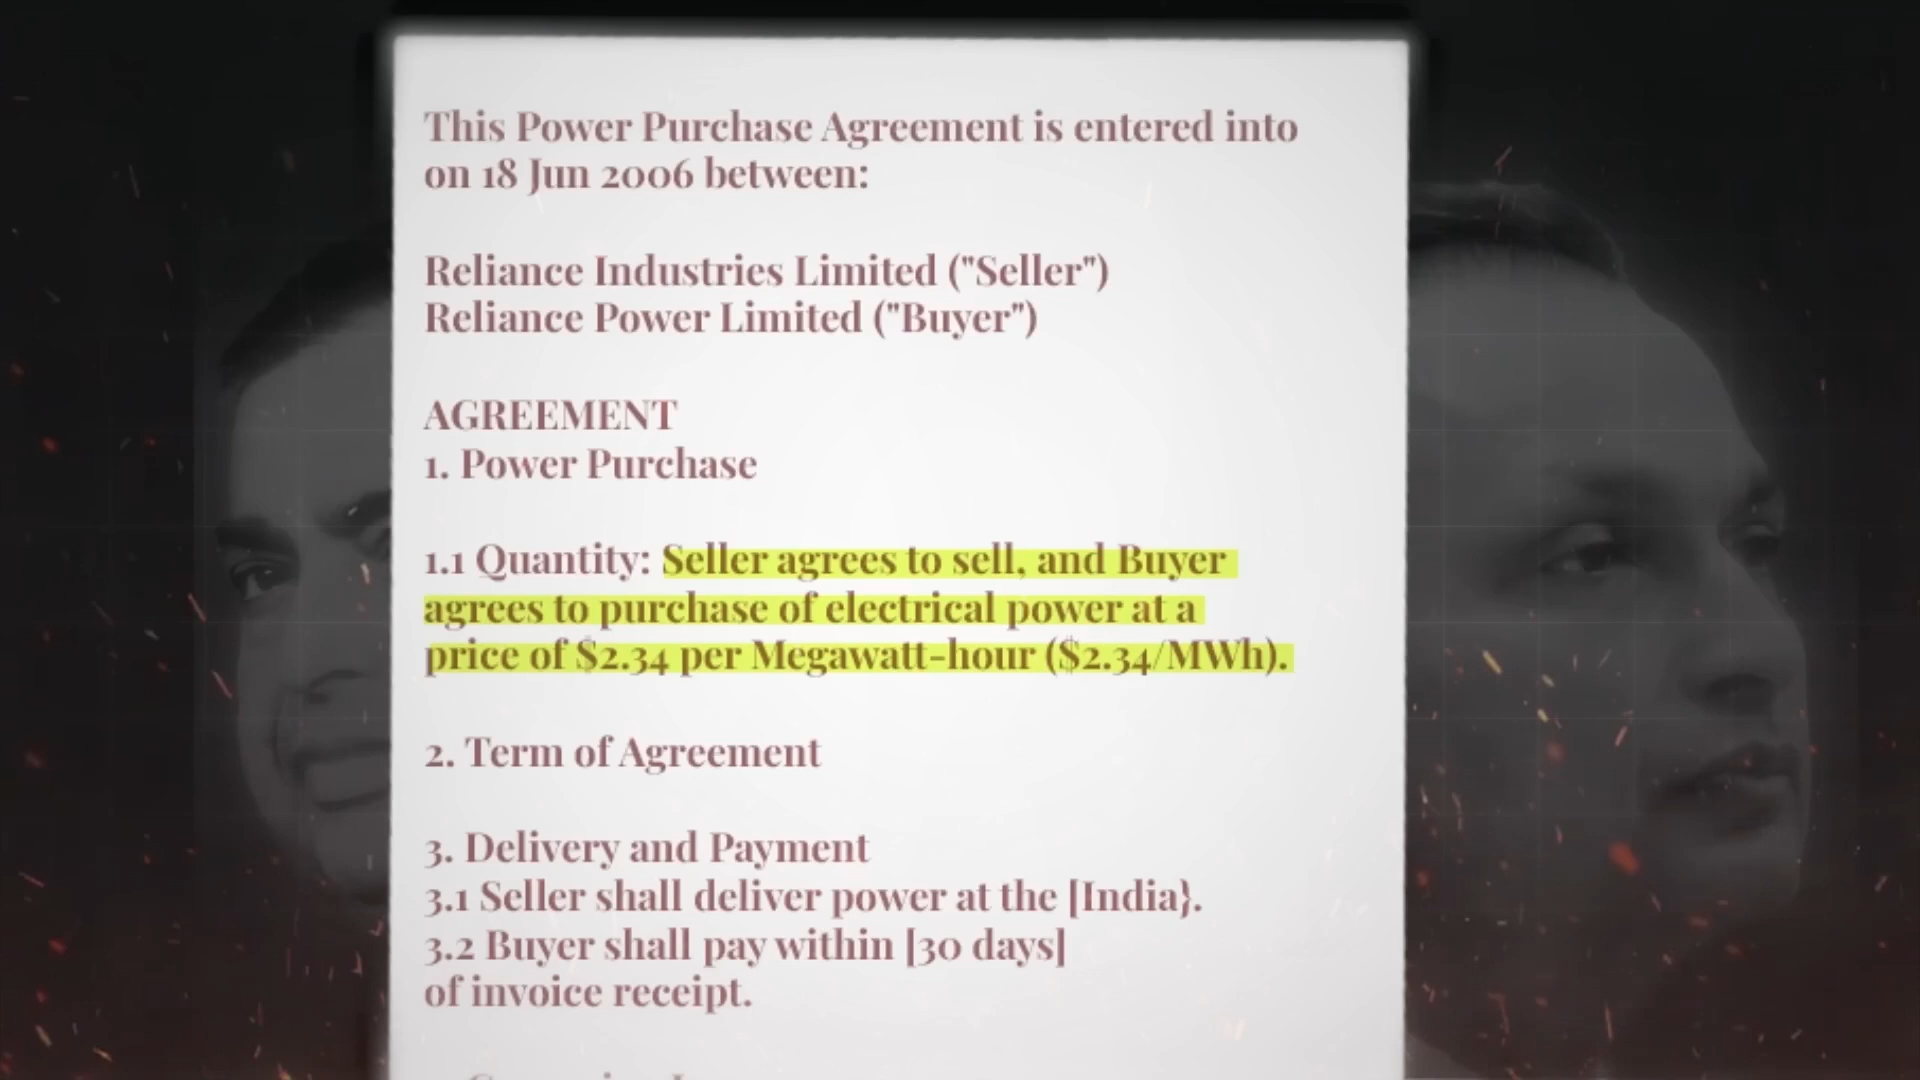 This Power Purchase Agreement is entered into
on 18 Jun 2006 between:
Reliance Industries Limited ("Seller")
Reliance Power Limited ("Buyer")
AGREEMENT
1. Power Purchase
1.1 Quantity: Seller agrees to sell, and Buyer
agrees to purchase of electrical power at a
price of $2.34 per Megawatt-hour ($2.34/MWh).
2. Term of Agreement
3. Delivery and Payment
3.1 Seller shall deliver power at the [India}.
3.2 Buyer shall pay within [30 days]
of invoice receipt.